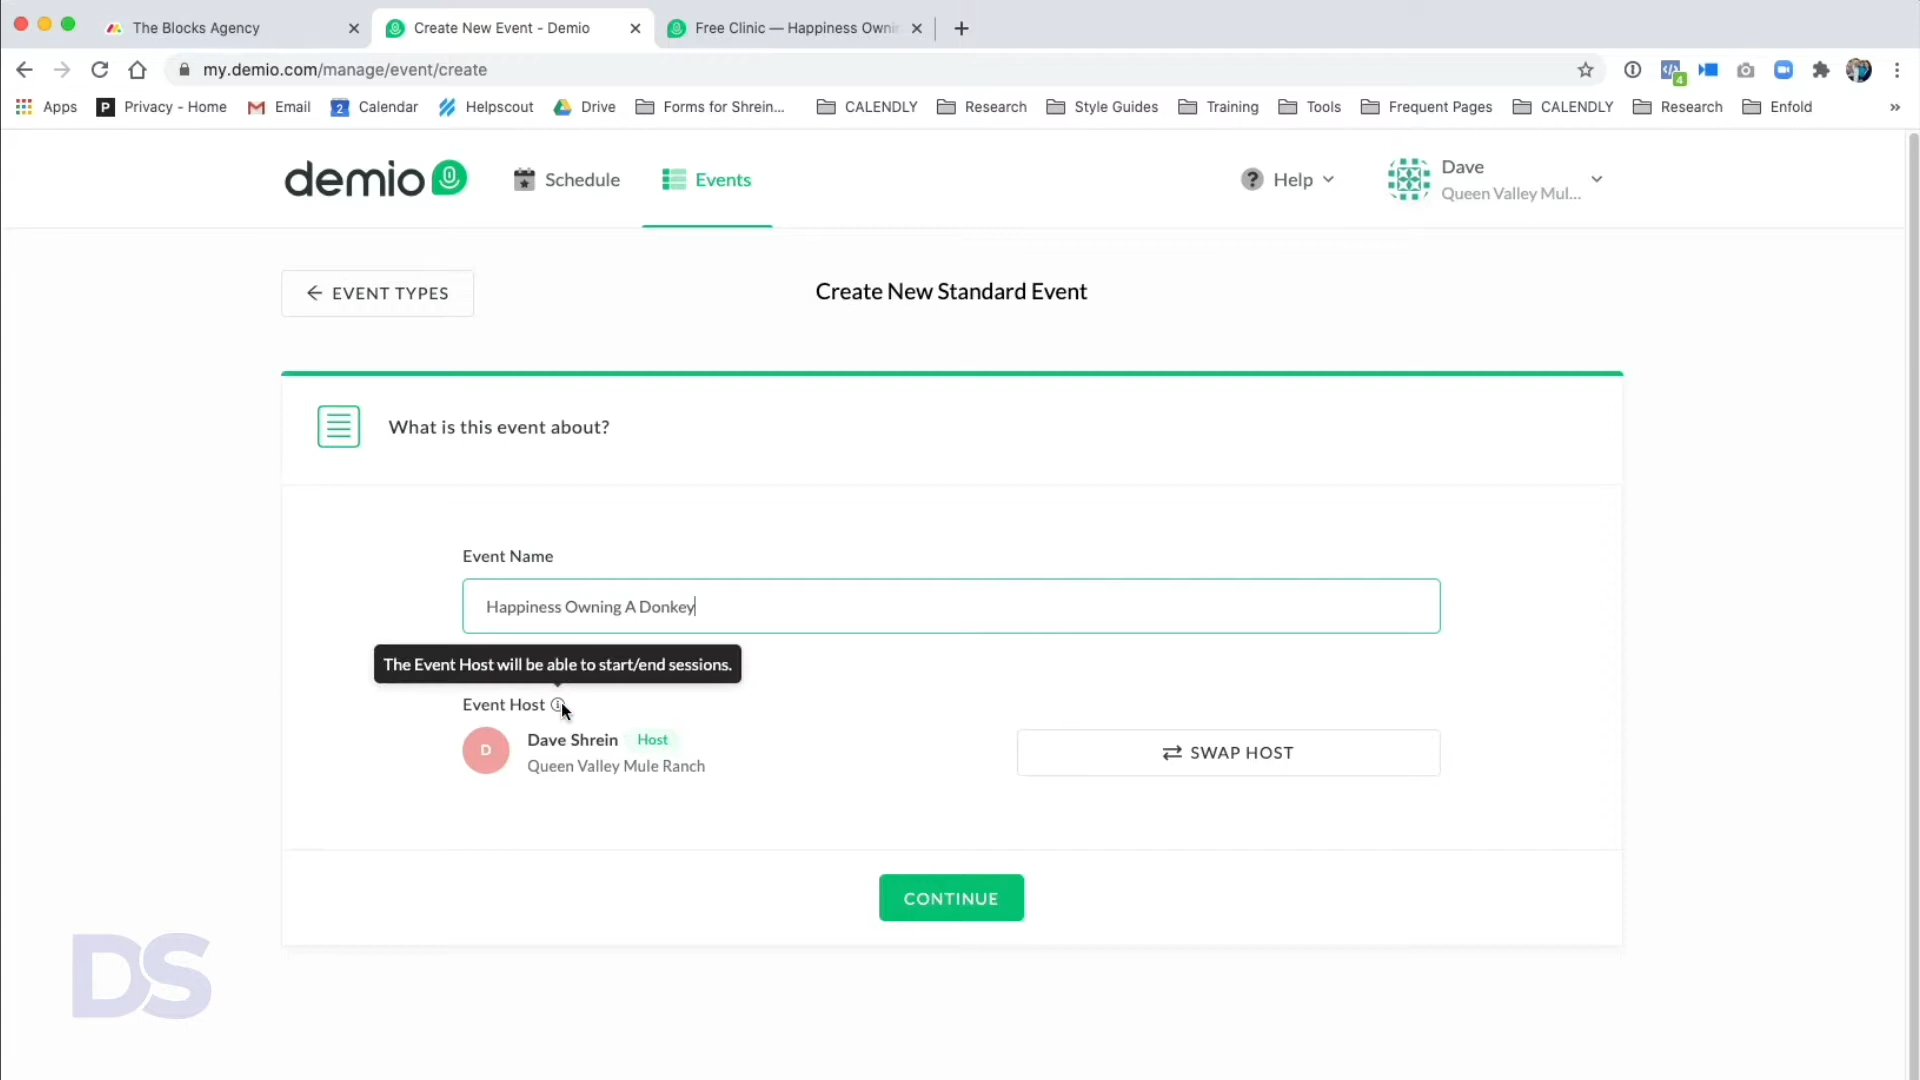 The Blocks Agency
Create New Event - Demio
Free Clinic — Happiness Ownin
my.demio.com/manage/event/create
4
Apps
P Privacy - Home
Email
2 Calendar
Helpscout
Drive
Forms for Shrein...
CALENDLY
Research
Style Guides
Training
Tools
Frequent Pages
CALENDLY
Research
Enfold
»
demio
Schedule
Events
? Help
Dave
Queen Valley Mul...
← EVENT TYPES
Create New Standard Event
What is this event about?
Event Name
Happiness Owning A Donkey
The Event Host will be able to start/end sessions.
Event Host
D
Dave Shrein Host
Queen Valley Mule Ranch
SWAP HOST
CONTINUE
DS